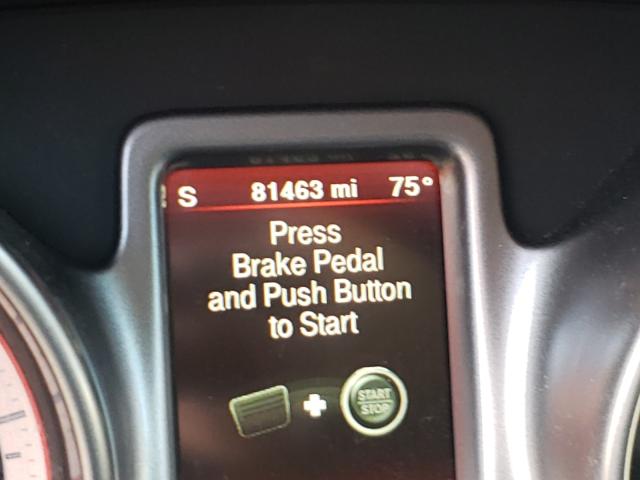 S 81463 mi 75°
Press
Brake Pedal
and Push Button
to Start
START
STOP